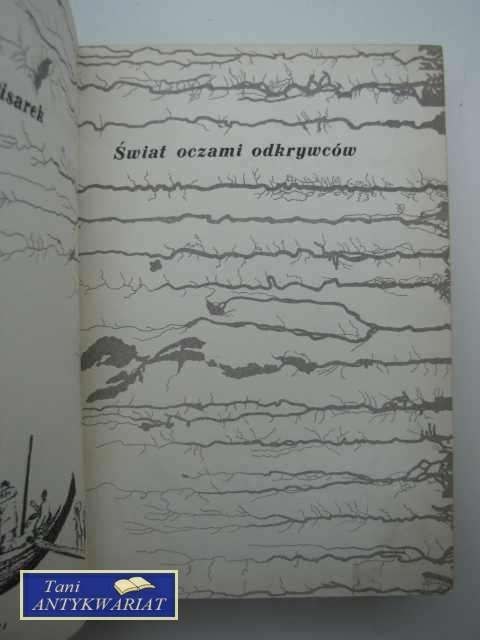 isarek
Świat oczami odkrywców
Tani
ANTYKWARIAT